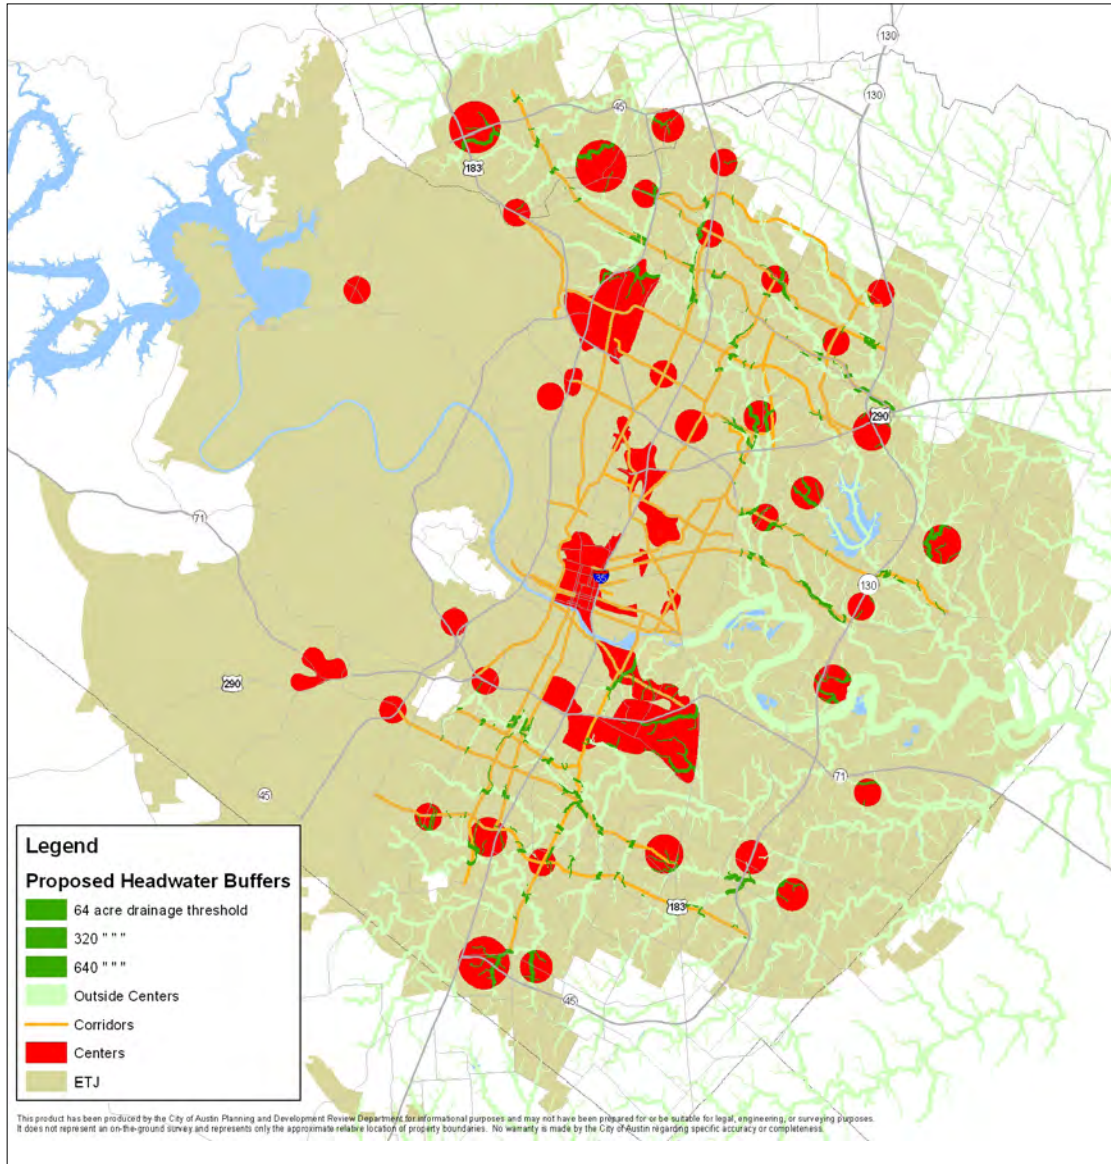 130
130
45
183
290
71
35
130
290
71
45
183
45
Legend
Proposed Headwater Buffers
64 acre drainage threshold
320 " " "
640 " " "
Outside Centers
Corridors
Centers
ETJ
This product has been produced by the City of Austin Planning and Development Review Department for informational purposes and may not have been prepared for or be suitable for legal, engineering, or surveying purposes.
It does not represent an on-the-ground survey and represents only the approximate relative location of property boundaries. No warranty is made by the City of Austin regarding specific accuracy or completeness.